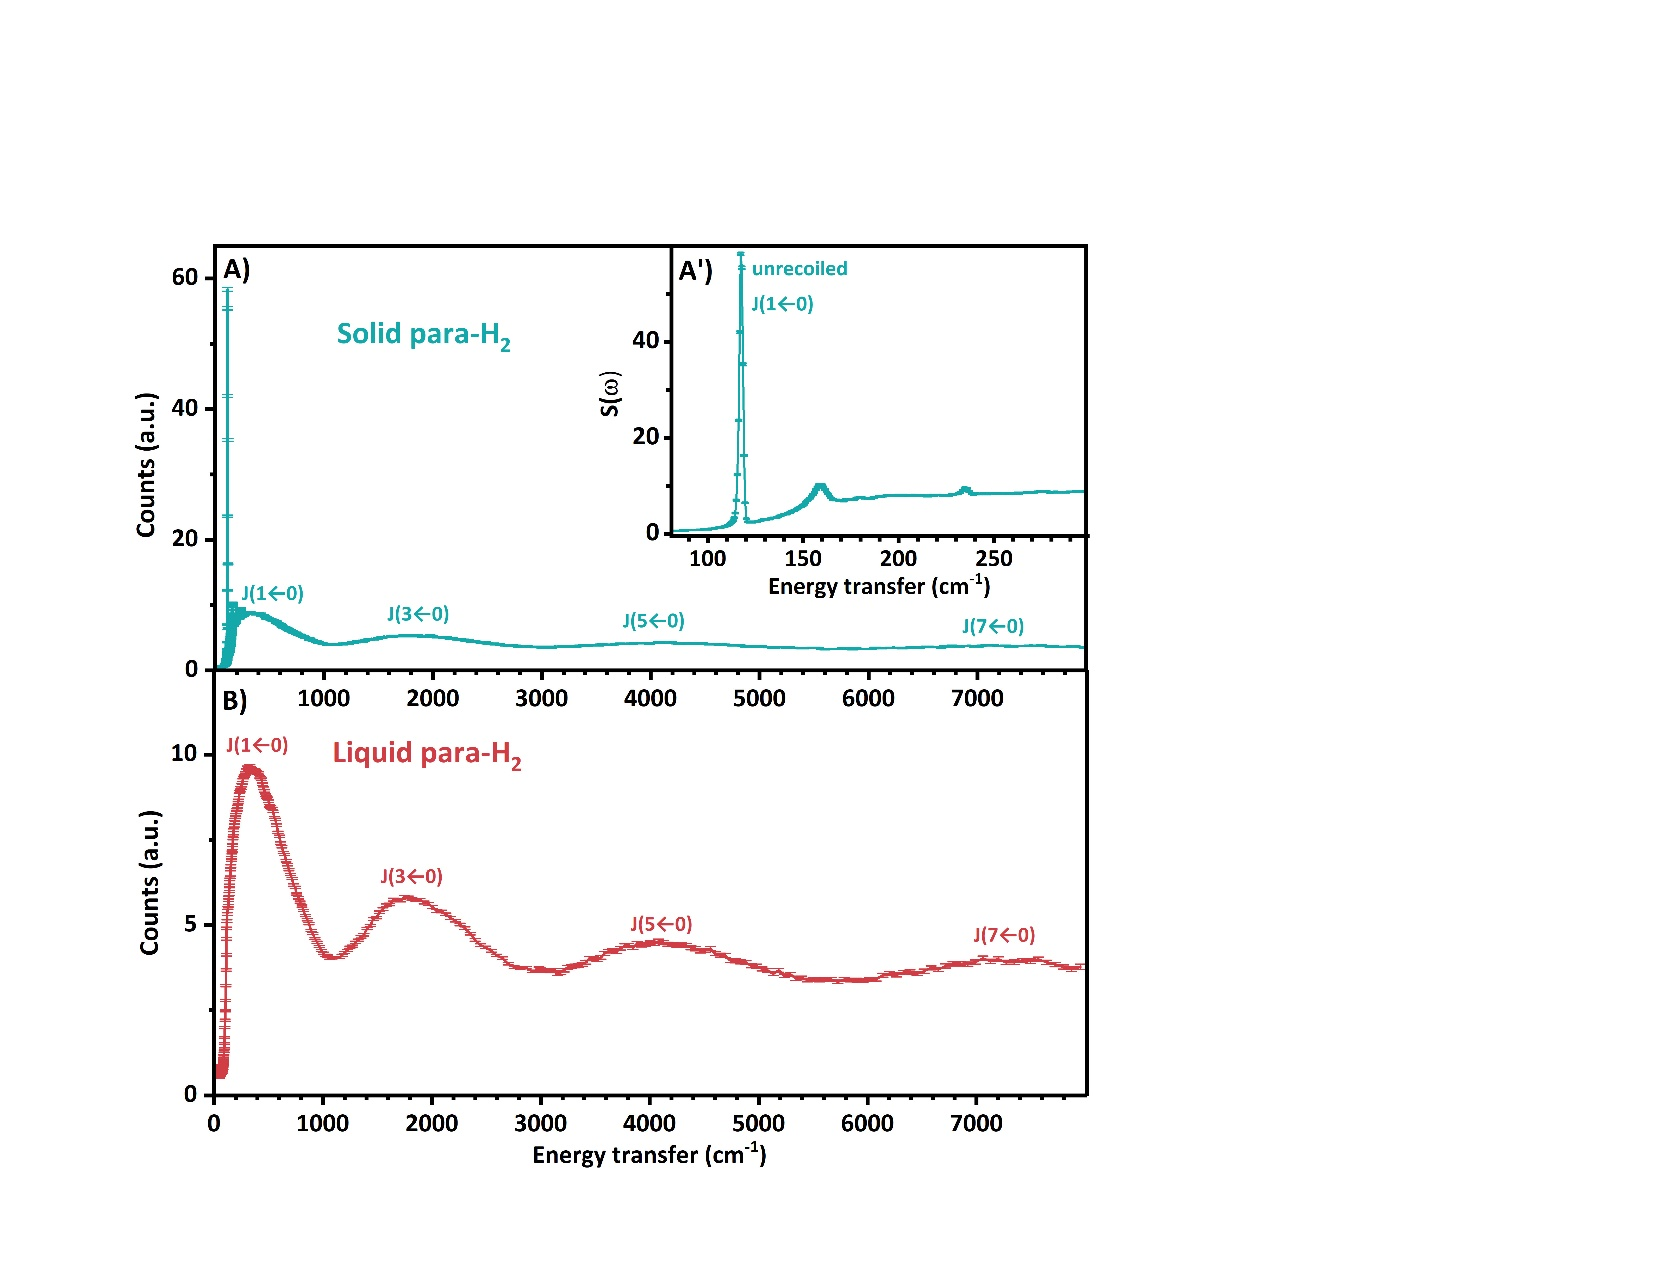 A)
Solid para-H2
60
40
20
0
Counts (a.u.)
J(1←0)
J(3←0)
J(5←0)
J(7←0)
A')
unrecoiled
J(1←0)
40
20
0
S(ω)
100 150 200 250
Energy transfer (cm-1)
1000 2000 3000 4000 5000 6000 7000
B)
J(1←0)
Liquid para-H2
10
5
0
Counts (a.u.)
J(3←0)
J(5←0)
J(7←0)
0 1000 2000 3000 4000 5000 6000 7000
Energy transfer (cm-1)